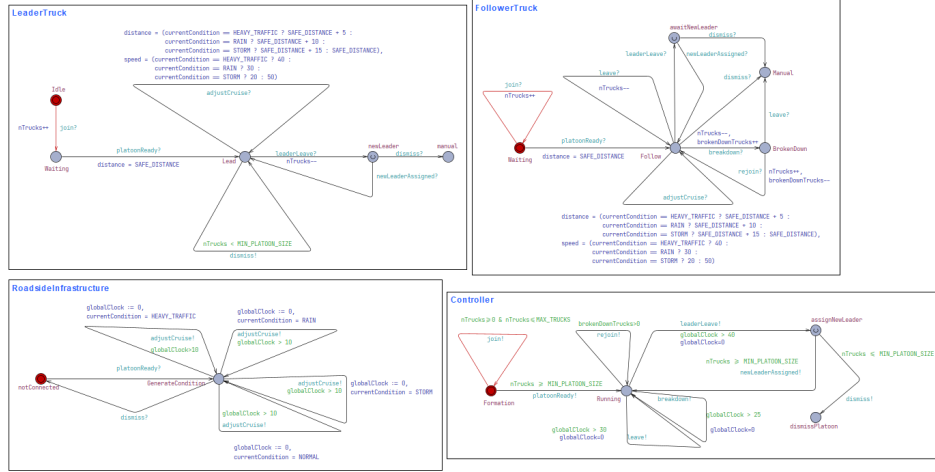 LeaderTruck
distance = (currentCondition == HEAVY_TRAFFIC ? SAFE_DISTANCE + 5 :
currentCondition == RAIN ? SAFE_DISTANCE + 10 :
currentCondition == STORM ? SAFE_DISTANCE + 15 : SAFE_DISTANCE),
speed = (currentCondition == HEAVY_TRAFFIC ? 40 :
currentCondition == RAIN ? 30 :
currentCondition == STORM ? 20 : 50)
Idle
adjustCruise?
nTrucks++
join?
platoonReady?
Waiting
distance = SAFE_DISTANCE
Lead
leaderLeave?
nTrucks--
newLeader
dismiss?
manual
newLeaderAssigned?
nTrucks < MIN_PLATOON_SIZE
dismiss!
FollowerTruck
awaitNewLeader
dismiss?
leaderLeave?
newLeaderAssigned?
join?
nTrucks++
leave?
nTrucks--
dismiss?
Manual
leave?
platoonReady?
Waiting
distance = SAFE_DISTANCE
Follow
nTrucks--,
brokenDownTrucks++
breakdown?
BrokenDown
rejoin?
nTrucks++,
brokenDownTrucks--
adjustCruise?
distance = (currentCondition == HEAVY_TRAFFIC ? SAFE_DISTANCE + 5 :
currentCondition == RAIN ? SAFE_DISTANCE + 10 :
currentCondition == STORM ? SAFE_DISTANCE + 15 : SAFE_DISTANCE),
speed = (currentCondition == HEAVY_TRAFFIC ? 40 :
currentCondition == RAIN ? 30 :
currentCondition == STORM ? 20 : 50)
RoadsideInfrastructure
globalClock := 0,
currentCondition = HEAVY_TRAFFIC
globalClock := 0,
currentCondition = RAIN
adjustCruise!
globalClock>10
adjustCruise!
globalClock > 10
platoonReady?
notConnected
GenerateCondition
adjustCruise!
globalClock > 10
globalClock := 0,
currentCondition = STORM
dismiss?
globalClock > 10
adjustCruise!
globalClock := 0,
currentCondition = NORMAL
Controller
nTrucks≥0 & nTrucks≤MAX_TRUCKS
join!
brokenDownTrucks>0
rejoin!
leaderLeave!
globalClock > 40
globalClock=0
assignNewLeader
nTrucks ≥ MIN_PLATOON_SIZE
newLeaderAssigned!
nTrucks ≤ MIN_PLATOON_SIZE
nTrucks ≥ MIN_PLATOON_SIZE
Formation
platoonReady!
Running
breakdown!
dismiss!
globalClock > 25
globalClock=0
dismissPlatoon
globalClock > 30
globalClock=0
leave!